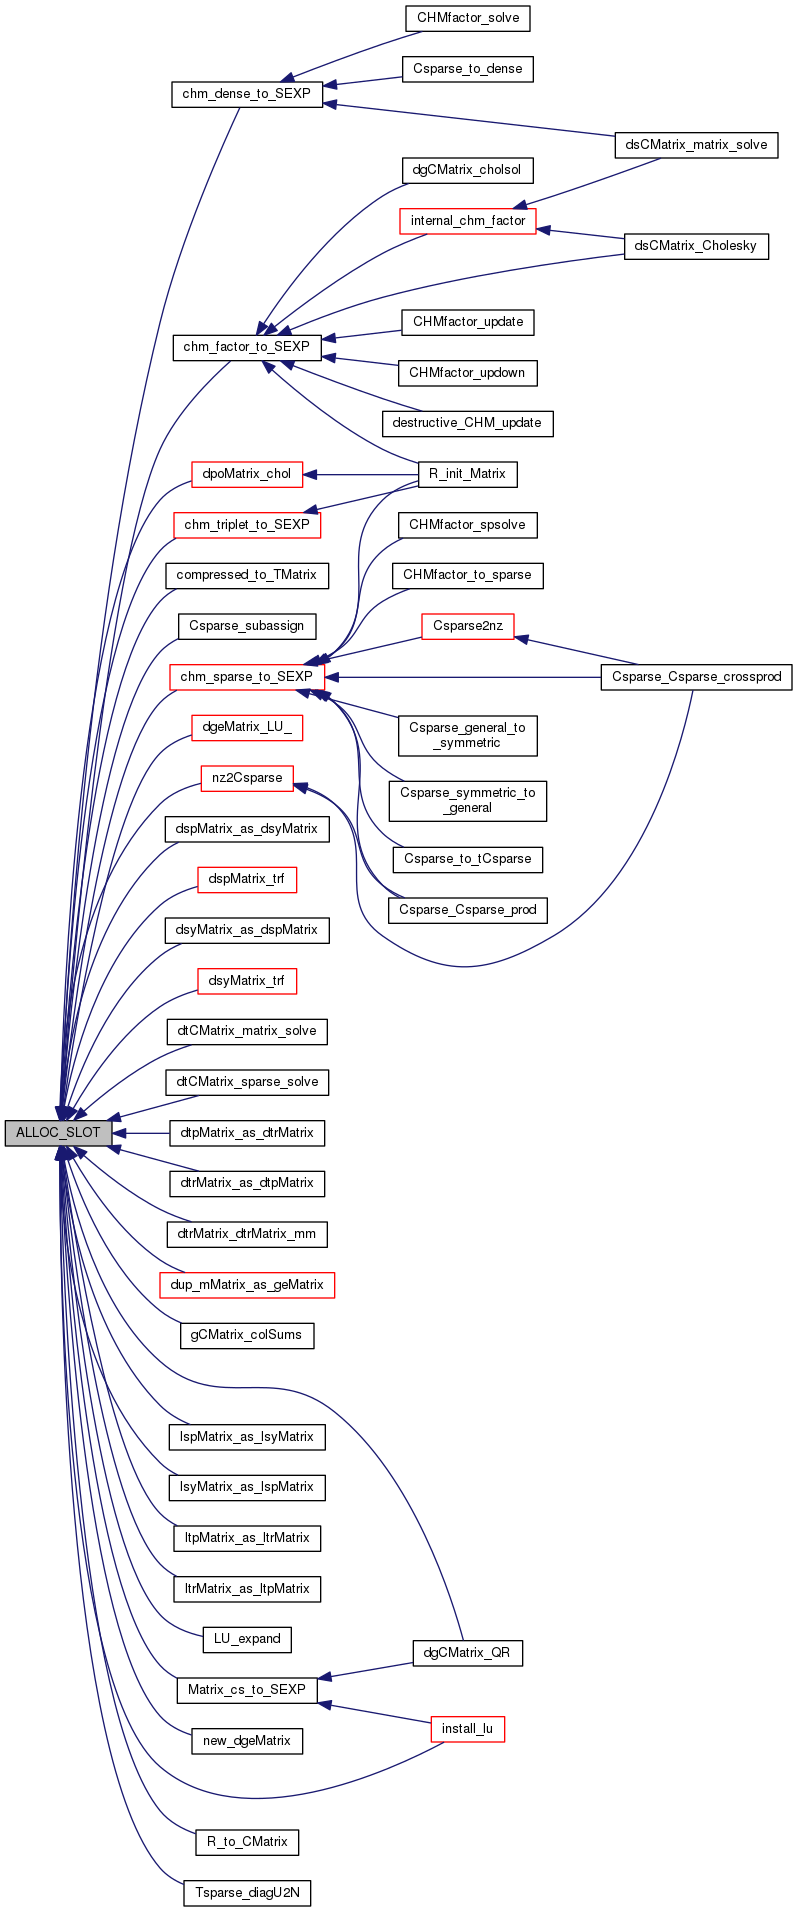 CHMfactor_solve
Csparse_to_dense
chm_dense_to_SEXP
dsCMatrix_matrix_solve
dgCMatrix_cholsol
internal_chm_factor
dsCMatrix_Cholesky
CHMfactor_update
chm_factor_to_SEXP
CHMfactor_updown
destructive_CHM_update
dpoMatrix_chol
R_init_Matrix
chm_triplet_to_SEXP
CHMfactor_spsolve
compressed_to_TMatrix
CHMfactor_to_sparse
Csparse_subassign
Csparse2nz
chm_sparse_to_SEXP
Csparse_Csparse_crossprod
dgeMatrix_LU_
Csparse_general_to
_symmetric
nz2Csparse
Csparse_symmetric_to
_general
dspMatrix_as_dsyMatrix
Csparse_to_tCsparse
dspMatrix_trf
Csparse_Csparse_prod
dsyMatrix_as_dspMatrix
dsyMatrix_trf
dtCMatrix_matrix_solve
dtCMatrix_sparse_solve
ALLOC_SLOT
dtpMatrix_as_dtrMatrix
dtrMatrix_as_dtpMatrix
dtrMatrix_dtrMatrix_mm
dup_mMatrix_as_geMatrix
gCMatrix_colSums
lspMatrix_as_lsyMatrix
lsyMatrix_as_lspMatrix
ltpMatrix_as_ltrMatrix
ltrMatrix_as_ltpMatrix
LU_expand
dgCMatrix_QR
Matrix_cs_to_SEXP
install_lu
new_dgeMatrix
R_to_CMatrix
Tsparse_diagU2N